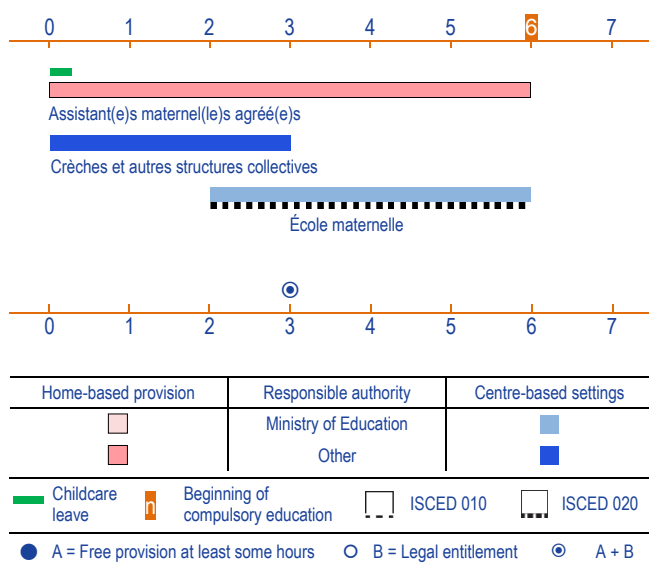 0 1 2 3 4 5 6 7
Assistant(e)s maternel(le)s agréé(e)s
Crèches et autres structures collectives
École maternelle
0 1 2 3 4 5 6 7
Home-based provision Responsible authority Centre-based settings
Ministry of Education
Other
Childcare leave
n
Beginning of compulsory education
ISCED 010
ISCED 020
A = Free provision at least some hours
B = Legal entitlement
A + B